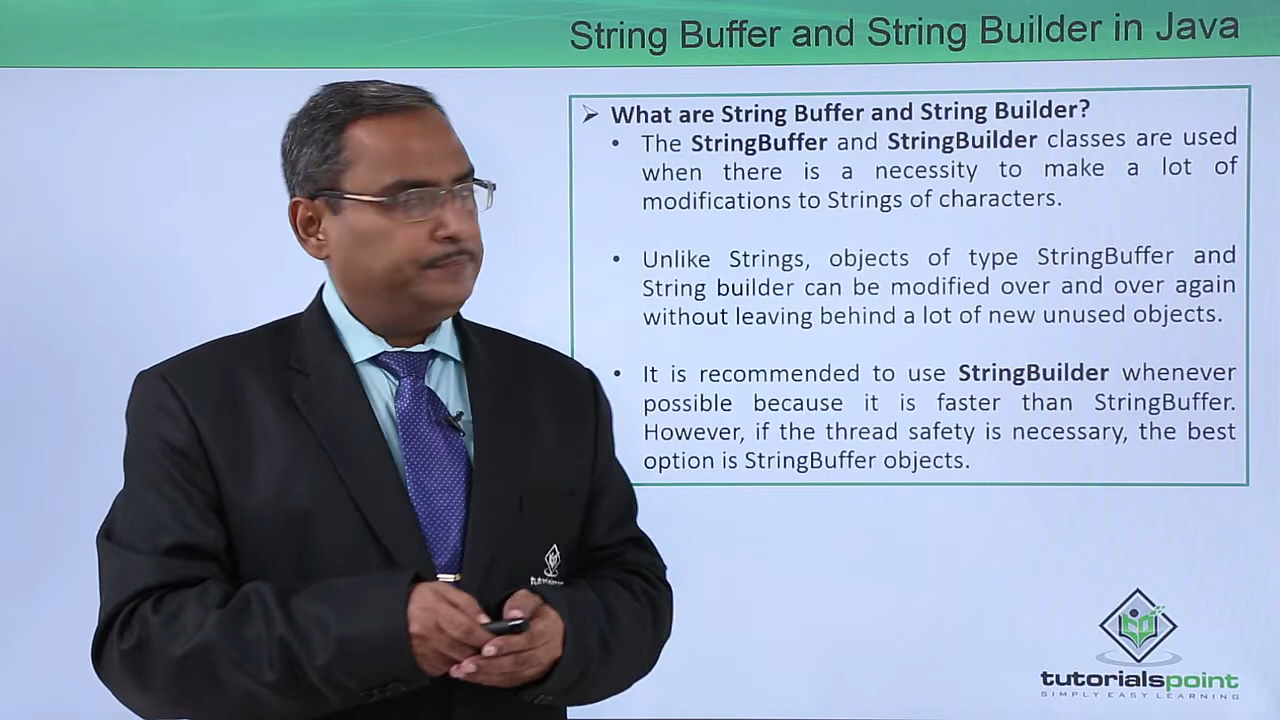 String Buffer and String Builder in Java
What are String Buffer and String Builder?
The StringBuffer and StringBuilder classes are used
when there is a necessity to make a lot of
modifications to Strings of characters.
Unlike Strings, objects of type StringBuffer and
String builder can be modified over and over again
without leaving behind a lot of new unused objects.
It is recommended to use StringBuilder whenever
possible because it is faster than StringBuffer.
However, if the thread safety is necessary, the best
option is StringBuffer objects.
tutorialspoint
SIMPLY EASY LEARNING